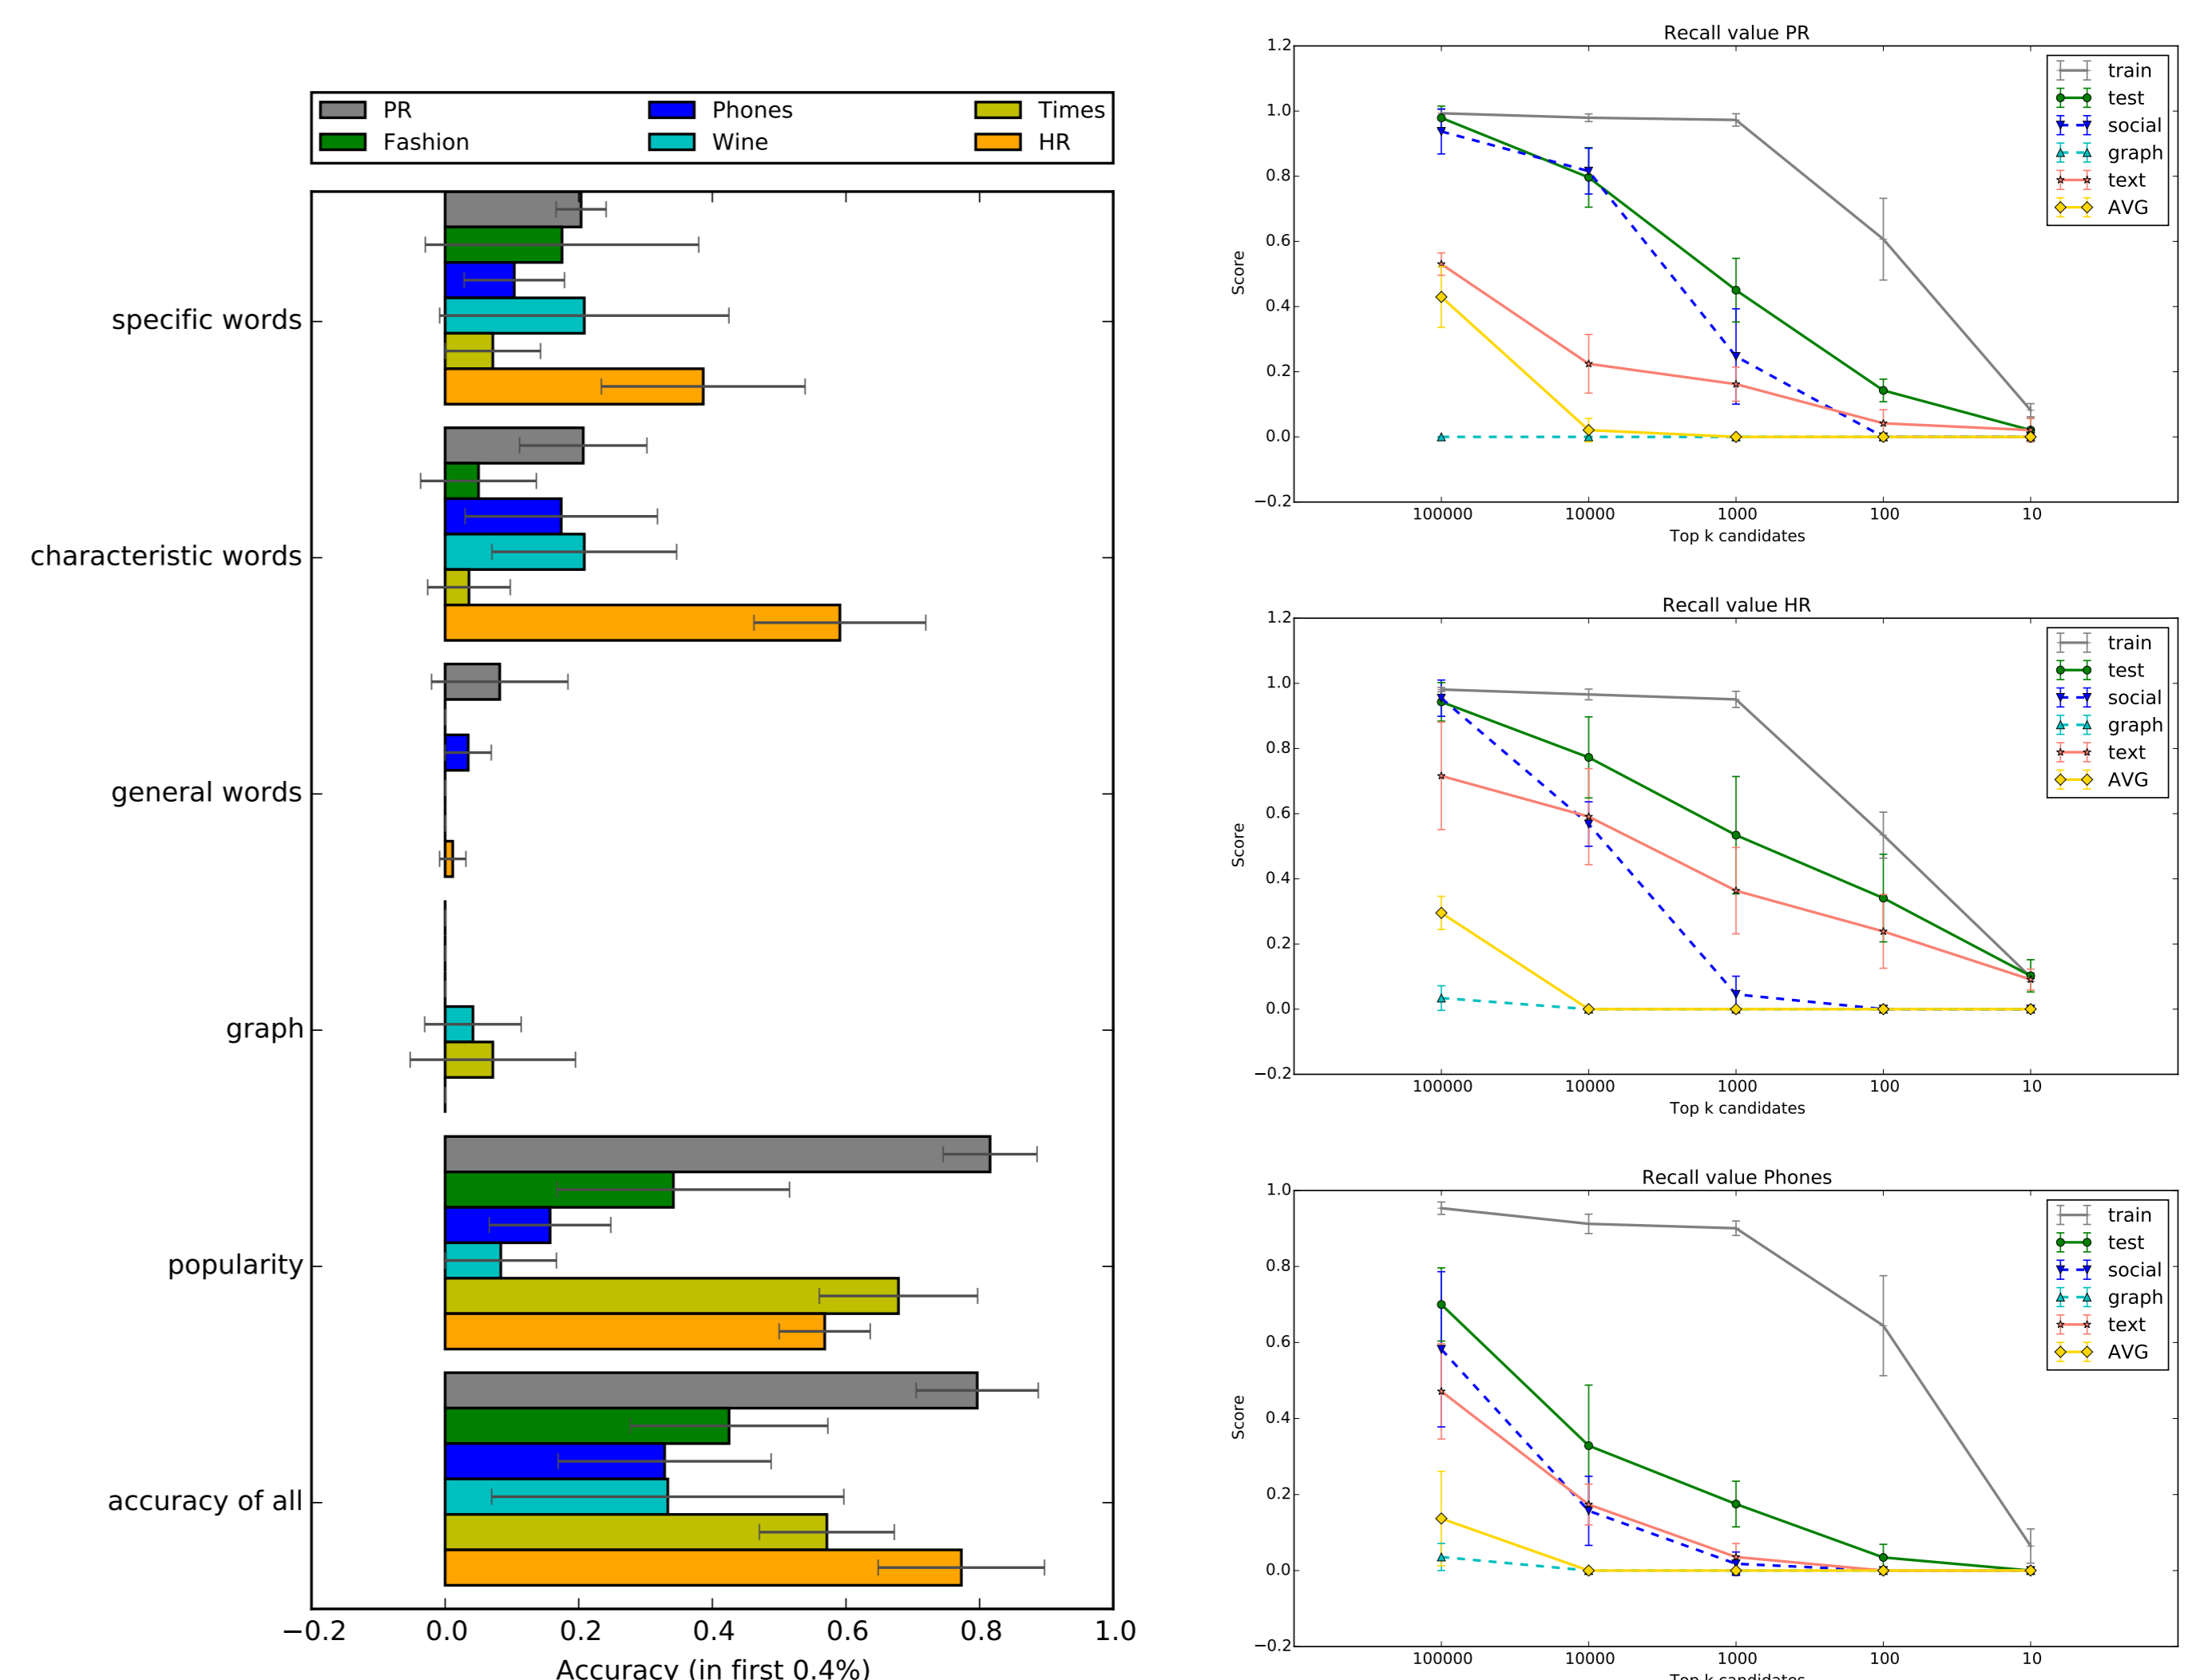 PR Phones Times
Fashion Wine HR
specific words
characteristic words
general words
graph
popularity
accuracy of all
−0.2 0.0 0.2 0.4 0.6 0.8 1.0
Accuracy (in first 0.4%)
Recall value PR
1.2
1.0
0.8
0.6
0.4
0.2
0.0
−0.2
Score
train
test
social
graph
text
AVG
100000 10000 1000 100 10
Top k candidates
Recall value HR
1.2
1.0
0.8
0.6
0.4
0.2
0.0
−0.2
Score
train
test
social
graph
text
AVG
100000 10000 1000 100 10
Top k candidates
Recall value Phones
1.0
0.8
0.6
0.4
0.2
0.0
−0.2
Score
train
test
social
graph
text
AVG
100000 10000 1000 100 10
Top k candidates